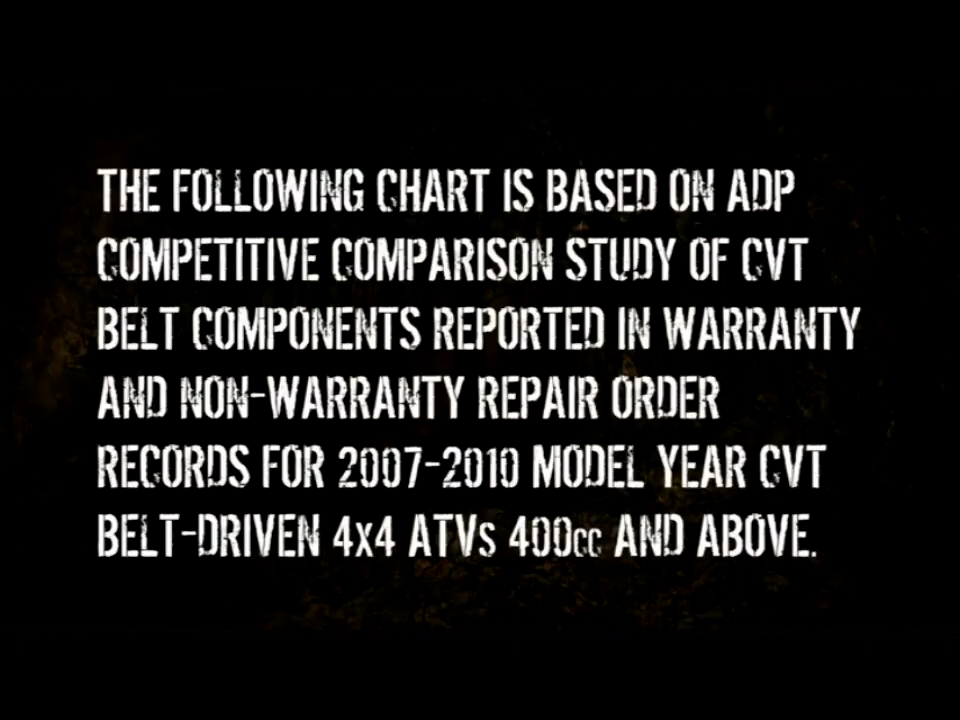 THE FOLLOWING CHART IS BASED ON ADP
COMPETITIVE COMPARISON STUDY OF CVT
BELT COMPONENTS REPORTED IN WARRANTY
AND NON-WARRANTY REPAIR ORDER
RECORDS FOR 2007-2010 MODEL YEAR CVT
BELT-DRIVEN 4x4 ATVs 400cc AND ABOVE.